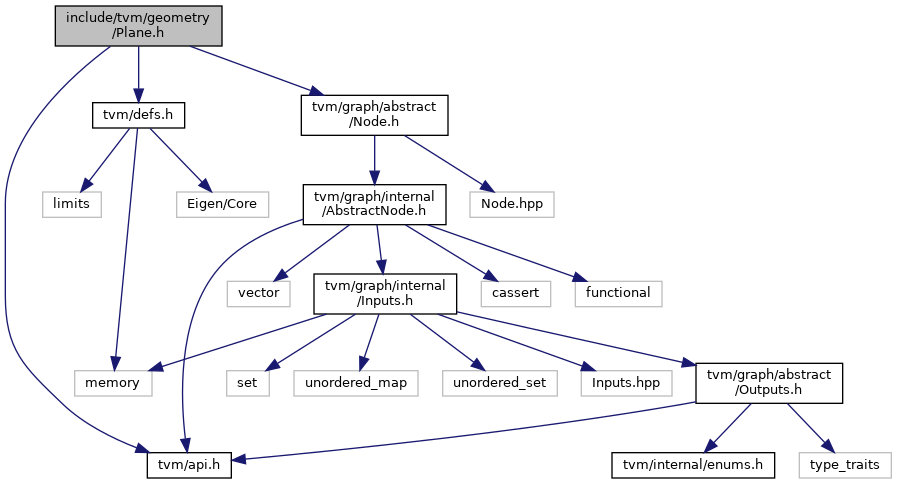 include/tvm/geometry
/Plane.h
tvm/defs.h
tvm/graph/abstract
/Node.h
limits
Eigen/Core
tvm/graph/internal
/AbstractNode.h
Node.hpp
vector
tvm/graph/internal
/Inputs.h
cassert
functional
memory
set
unordered_map
unordered_set
Inputs.hpp
tvm/graph/abstract
/Outputs.h
tvm/api.h
tvm/internal/enums.h
type_traits